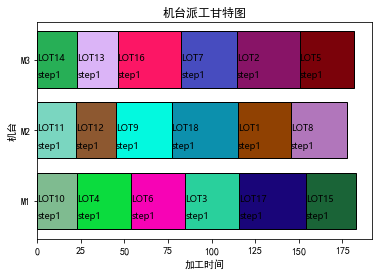 机台派工甘特图
机台
M3
LOT14 LOT13 LOT16 LOT7 LOT2 LOT5
step1 step1 step1 step1 step1 step1
M2
LOT11 LOT12 LOT9 LOT18 LOT1 LOT8
step1 step1 step1 step1 step1 step1
M1
LOT10 LOT4 LOT6 LOT3 LOT17 LOT15
step1 step1 step1 step1 step1 step1
0 25 50 75 100 125 150 175
加工时间